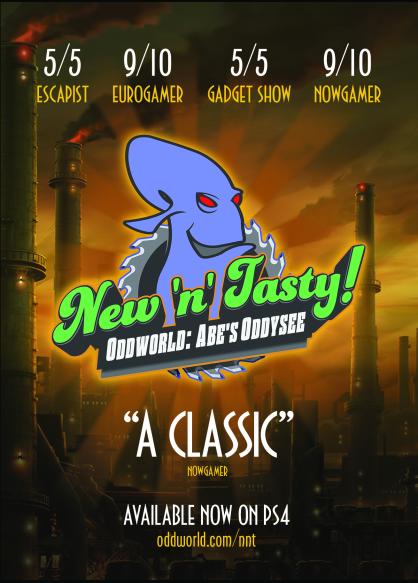 5/5 9/10 5/5 9/10
ESCAPIST EUROGAMER GADGET SHOW NOWGAMER
New 'n' Tasty!
ODDWORLD: ABE'S ODDYSEE
"A CLASSIC"
NOWGAMER
AVAILABLE NOW ON PS4
oddworld.com/nnt